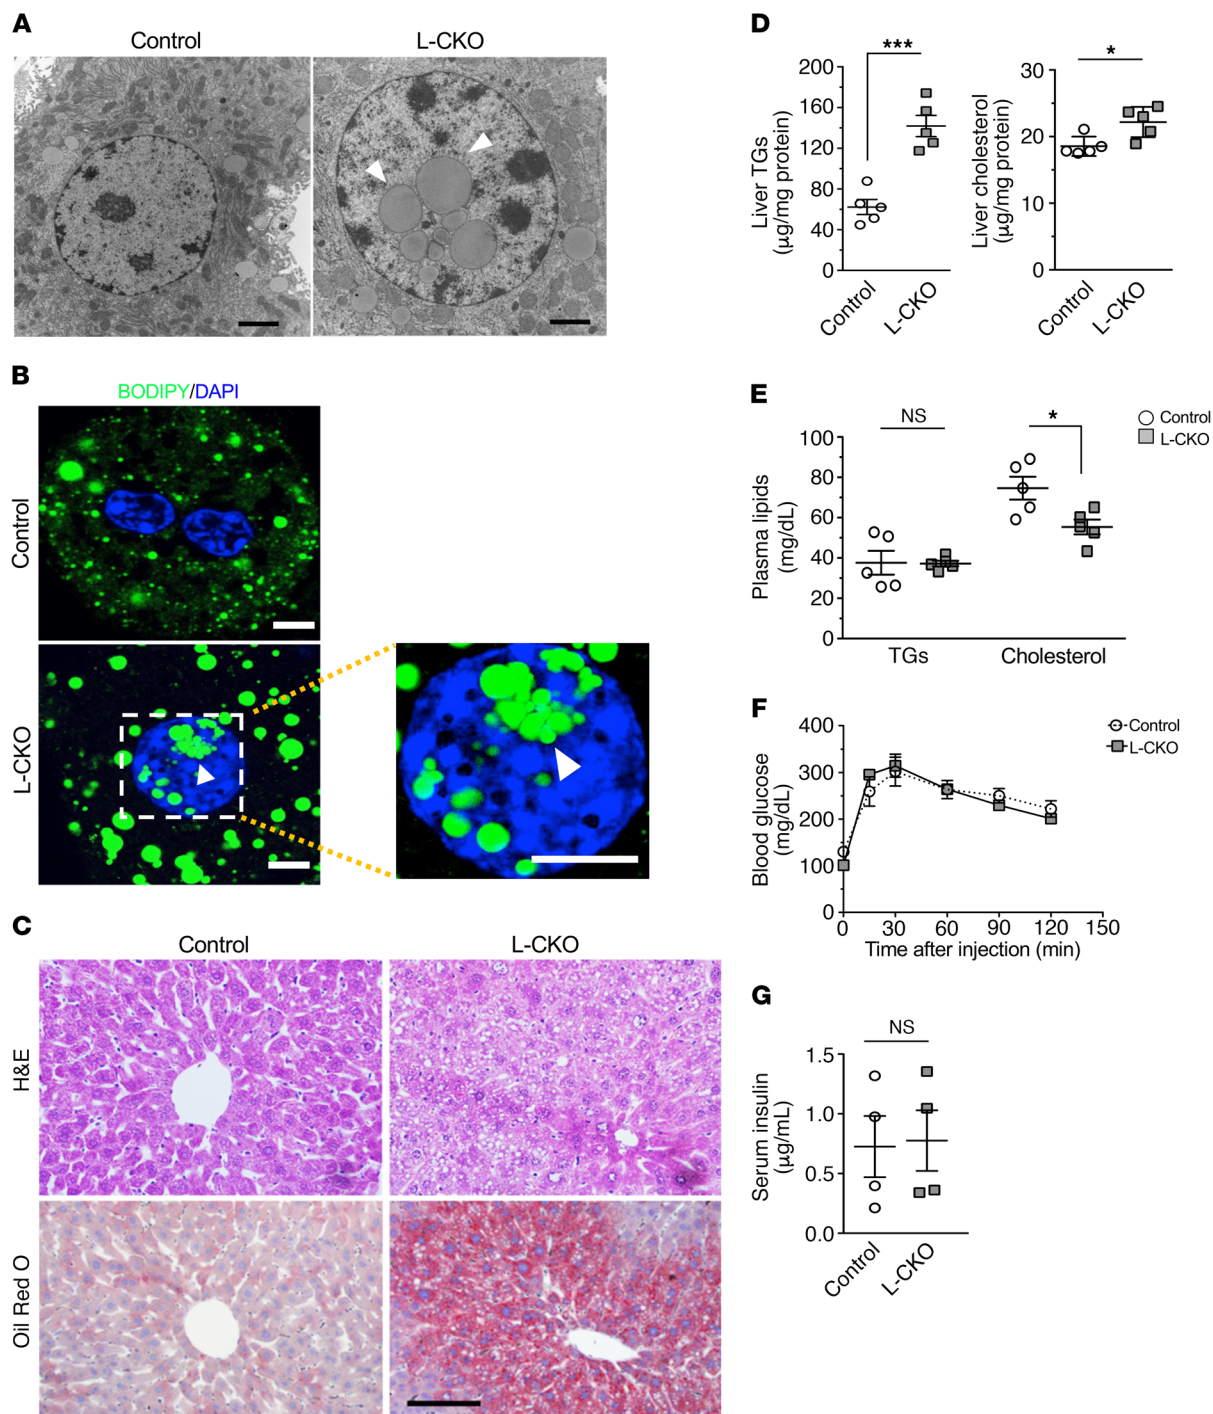 A
Control
L-CKO
B
BODIPY/DAPI
Control
L-CKO
C
Control
L-CKO
H&E
Oil Red O
D
***
200
160
120
80
40
0
Liver TGs
(μg/mg protein)
Control
L-CKO
*
30
20
10
0
Liver cholesterol
(μg/mg protein)
Control
L-CKO
E
NS
*
Control
L-CKO
100
80
60
40
20
0
Plasma lipids
(mg/dL)
TGs
Cholesterol
F
Control
L-CKO
400
300
200
100
0
Blood glucose
(mg/dL)
0 30 60 90 120 150
Time after injection (min)
G
NS
1.5
1.0
0.5
0.0
Serum insulin
(μg/mL)
Control
L-CKO